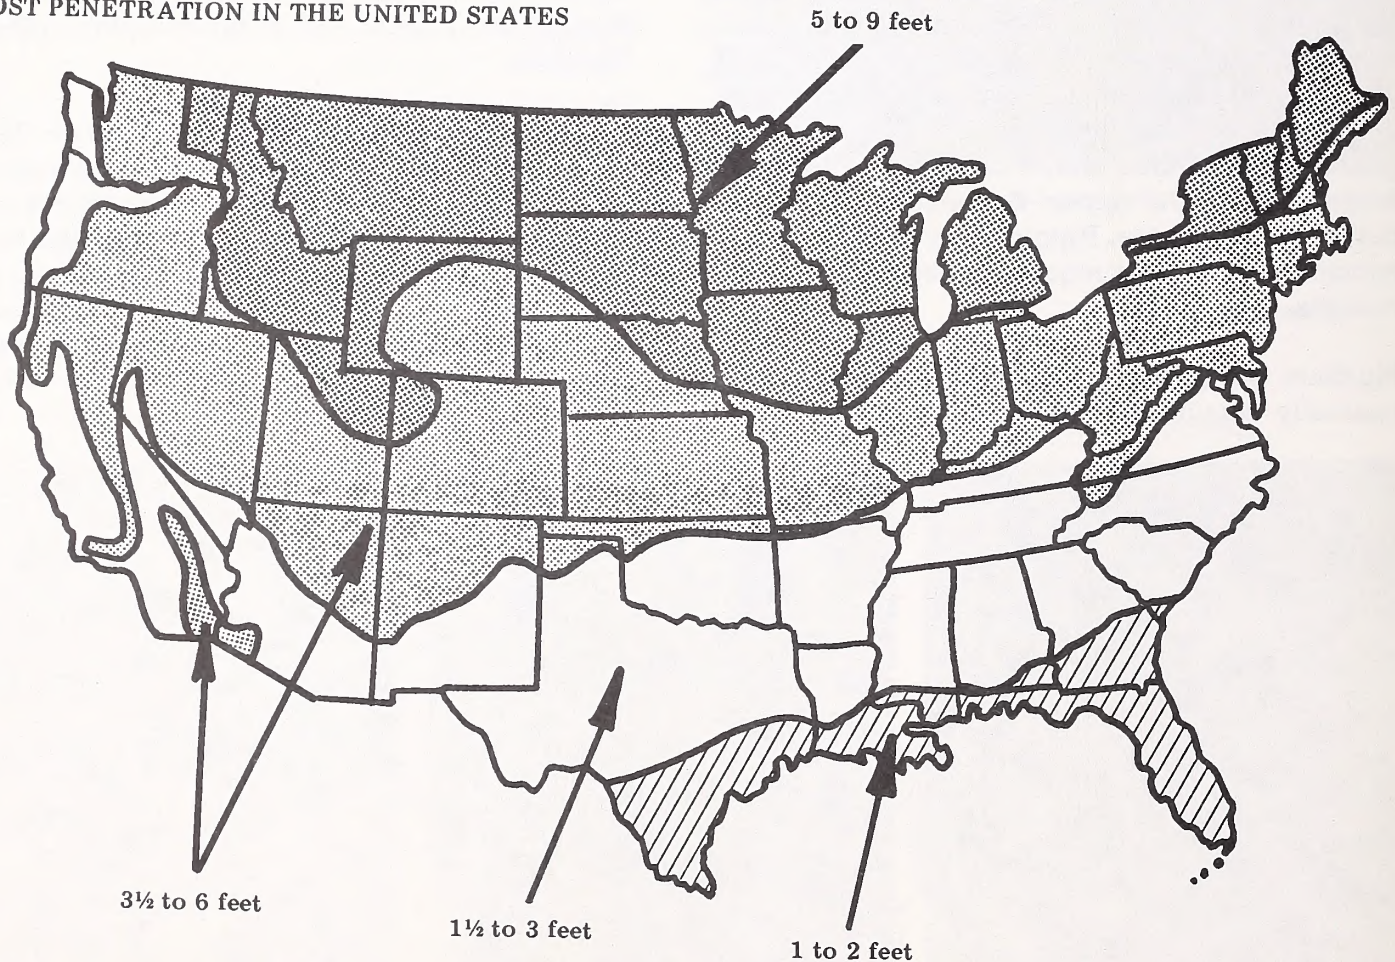 PENETRATION IN THE UNITED STATES
5 to 9 feet
3½ to 6 feet
1½ to 3 feet
1 to 2 feet